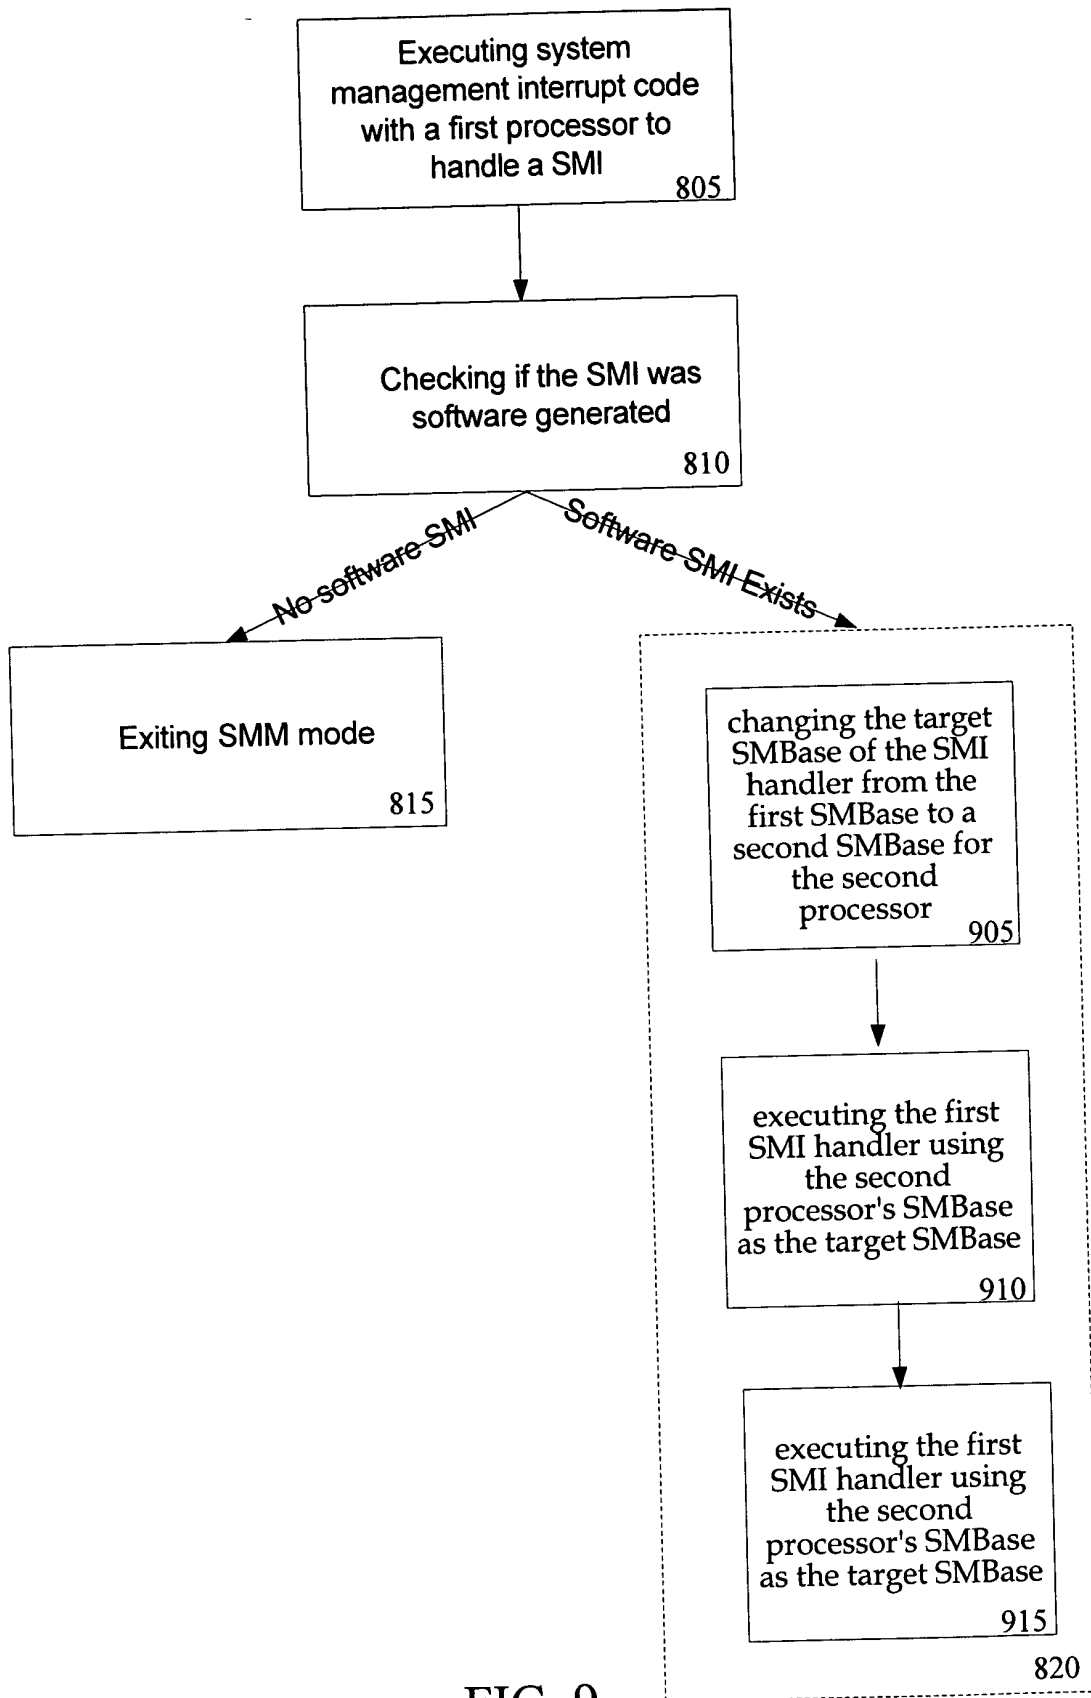 Executing system
management interrupt code
with a first processor to
handle a SMI
805
Checking if the SMI was
software generated
810
No software SMI
Software SMI Exists
Exiting SMM mode
815
changing the target
SMBase of the SMI
handler from the
first SMBase to a
second SMBase for
the second
processor
905
executing the first
SMI handler using
the second
processor's SMBase
as the target SMBase
910
executing the first
SMI handler using
the second
processor's SMBase
as the target SMBase
915
820
FIG. 9